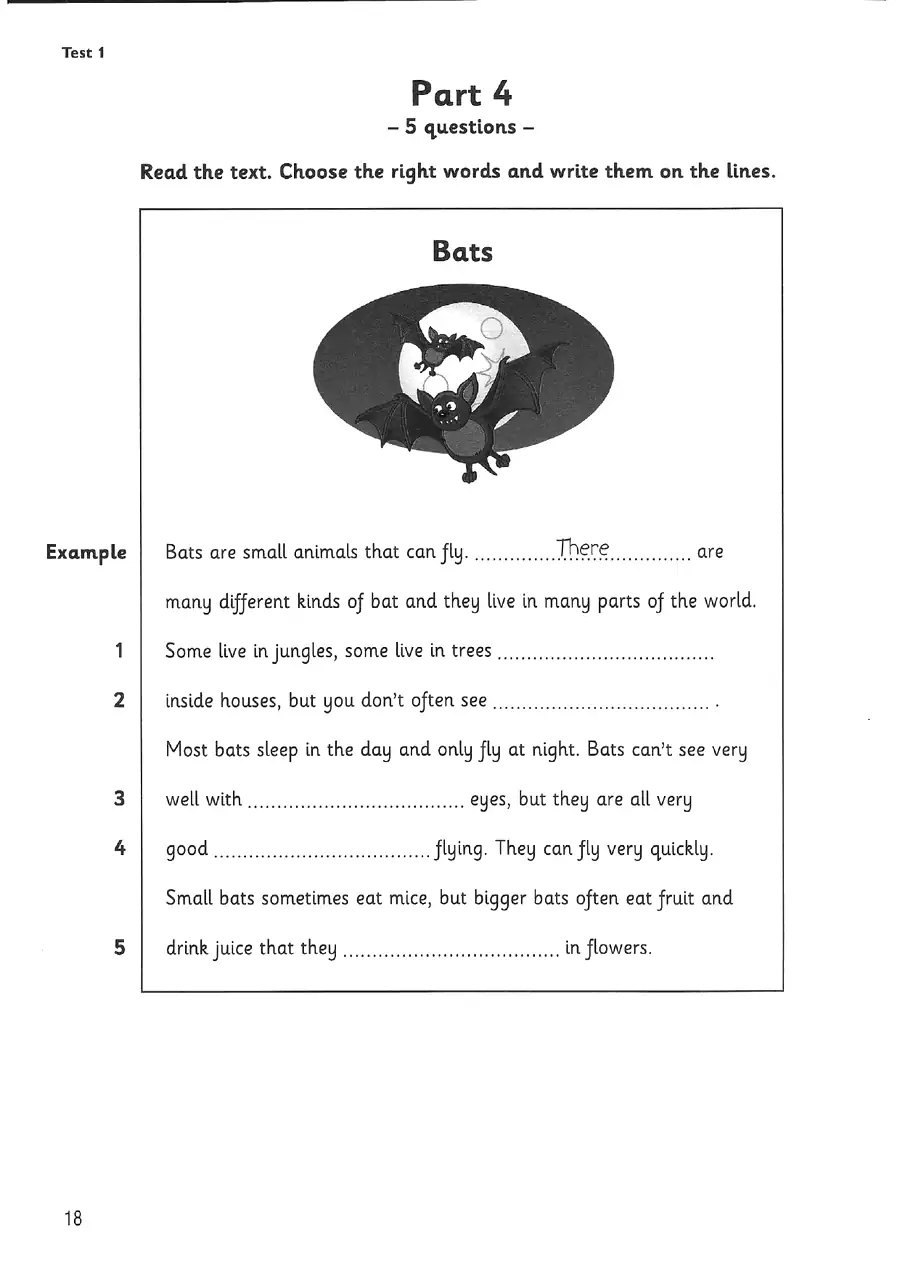 Test 1
Part 4
– 5 questions –
Read the text. Choose the right words and write them on the lines.
Bats
Example Bats are small animals that can fly. ..............There.............. are
many different kinds of bat and they live in many parts of the world.
1 Some live in jungles, some live in trees .....................................
2 inside houses, but you don't often see ..................................... .
Most bats sleep in the day and only fly at night. Bats can't see very
3 well with ..................................... eyes, but they are all very
4 good ..................................... flying. They can fly very quickly.
Small bats sometimes eat mice, but bigger bats often eat fruit and
5 drink juice that they ..................................... in flowers.
18